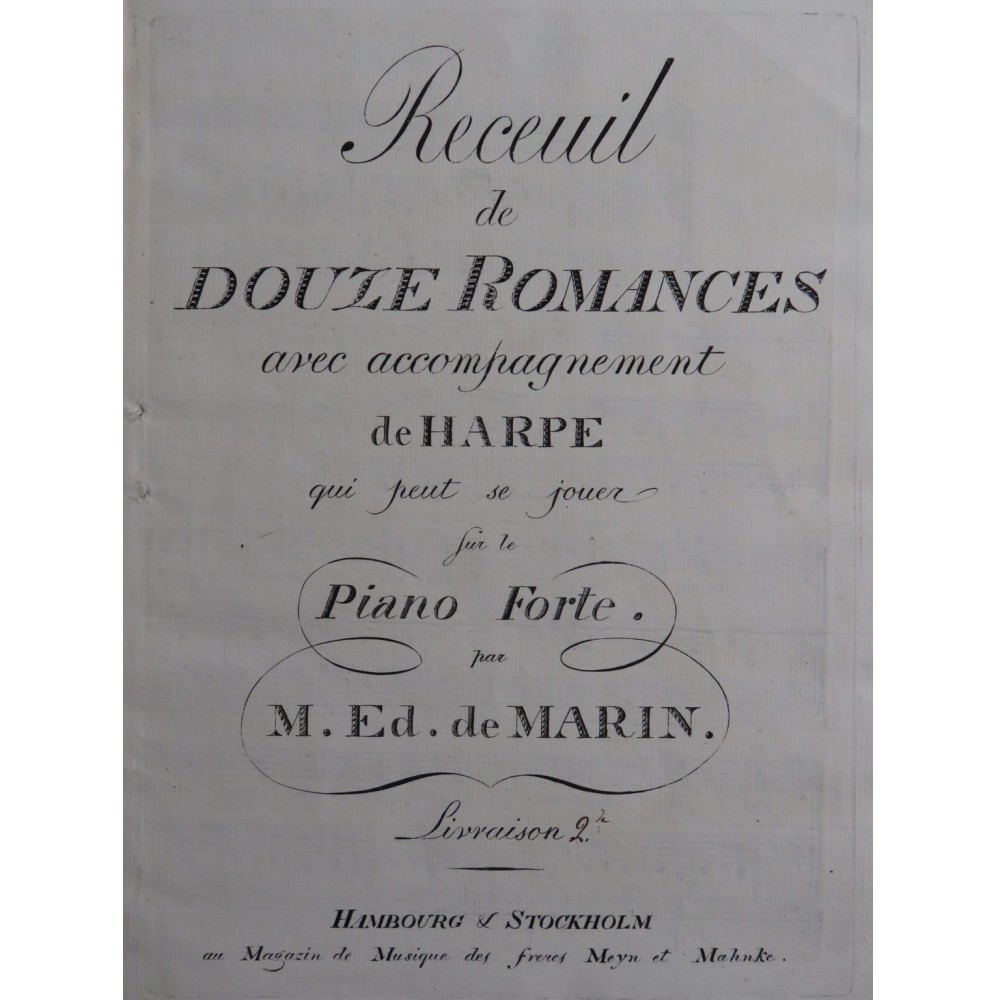 Receuil
de
DOUZE ROMANCES
avec accompagnement
de HARPE
qui peut se jouer
sur le
Piano Forte.
par
M. Ed. de MARIN.
Livraison 2.e
HAMBOURG & STOCKHOLM
au Magazin de Musique des freres Meyn et Mahnke.